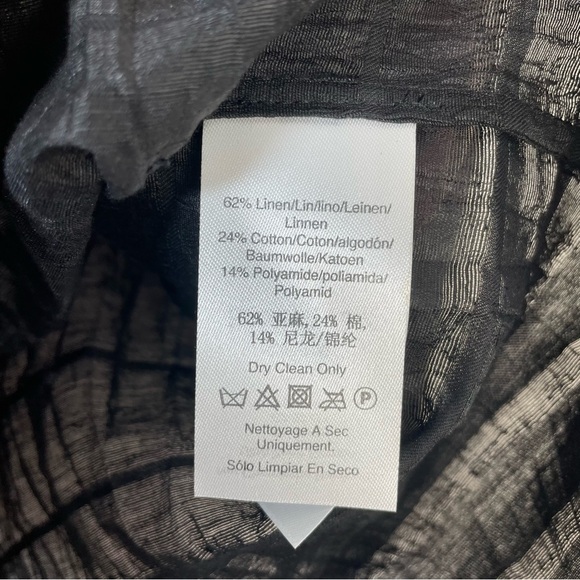 62% Linen/Lin/lino/Leinen/
Linnen
24% Cotton/Coton/algodón/
Baumwolle/Katoen
14% Polyamide/poliamida/
Polyamid
62% 亚麻,24% 棉,
14% 尼龙/锦纶
Dry Clean Only
P
Nettoyage A Sec
Uniquement.
Sólo Limpiar En Seco